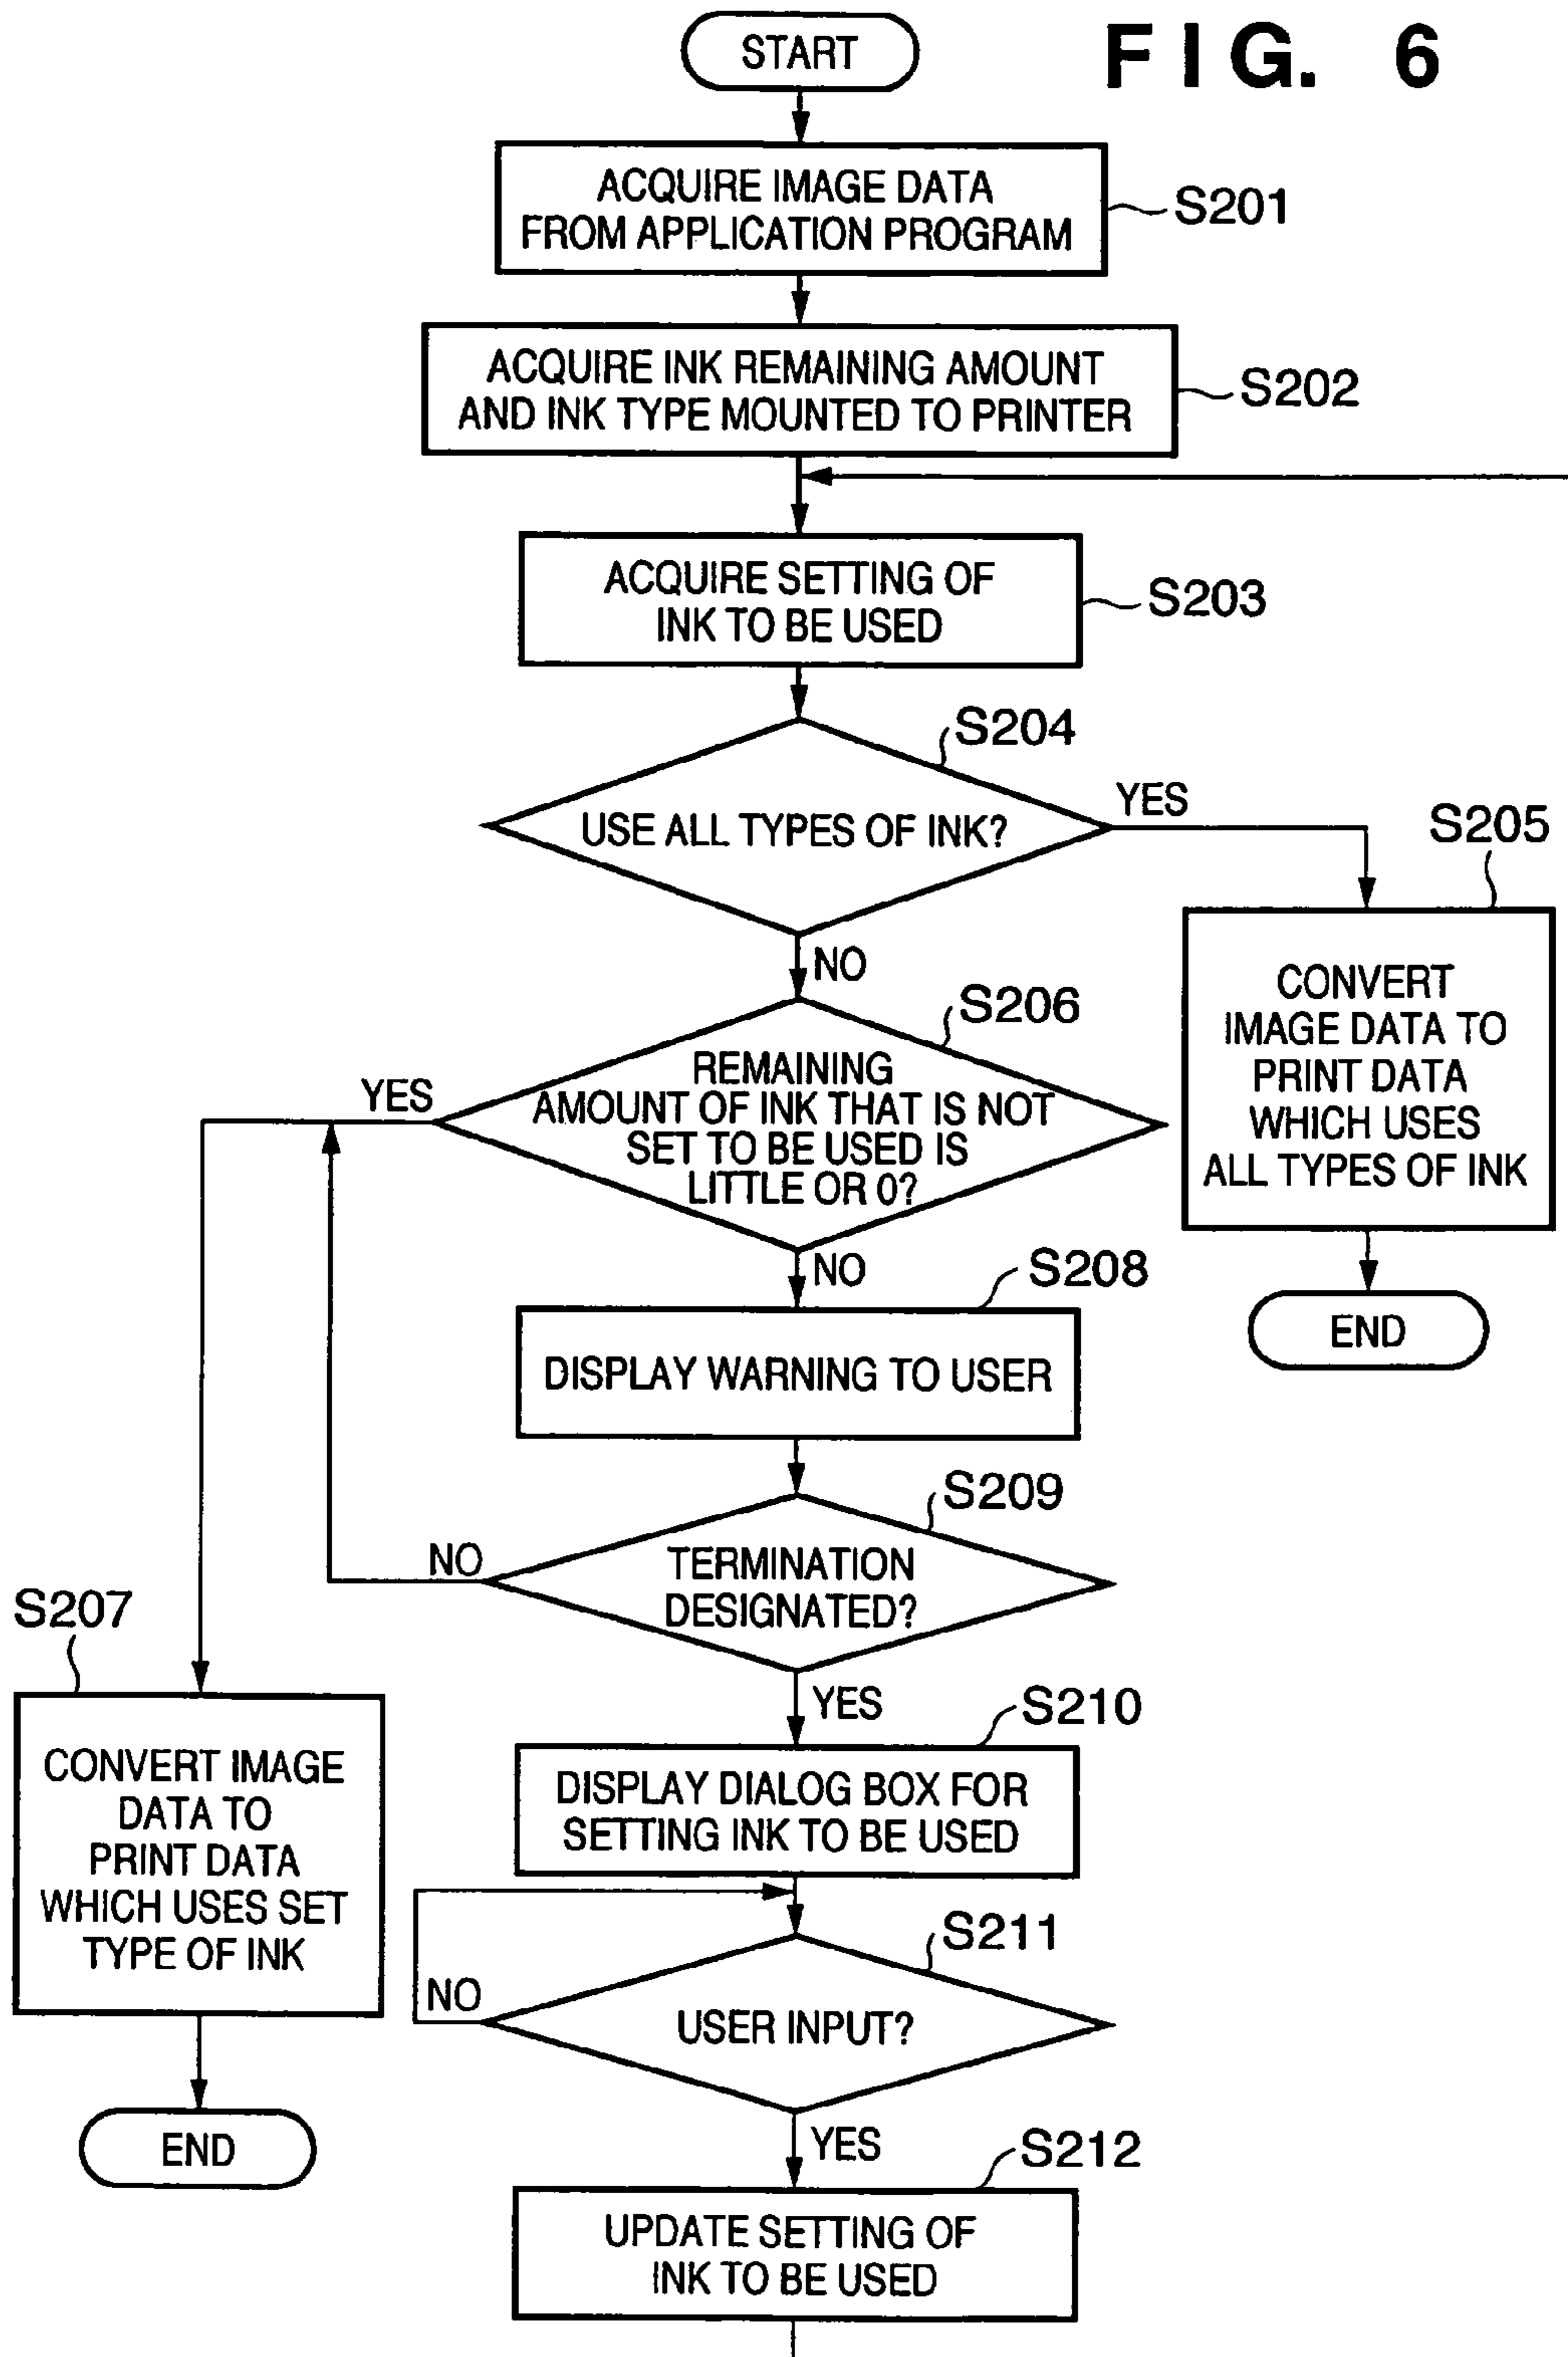 FIG. 6
START
ACQUIRE IMAGE DATA
FROM APPLICATION PROGRAM
S201
ACQUIRE INK REMAINING AMOUNT
AND INK TYPE MOUNTED TO PRINTER
S202
ACQUIRE SETTING OF
INK TO BE USED
S203
S204
USE ALL TYPES OF INK?
YES
NO
S205
CONVERT
IMAGE DATA TO
PRINT DATA
WHICH USES
ALL TYPES OF INK
END
S206
REMAINING
AMOUNT OF INK THAT IS NOT
SET TO BE USED IS
LITTLE OR 0?
YES
NO
S208
DISPLAY WARNING TO USER
S209
TERMINATION
DESIGNATED?
NO
YES
S207
CONVERT IMAGE
DATA TO
PRINT DATA
WHICH USES SET
TYPE OF INK
END
S210
DISPLAY DIALOG BOX FOR
SETTING INK TO BE USED
S211
USER INPUT?
NO
YES
S212
UPDATE SETTING OF
INK TO BE USED